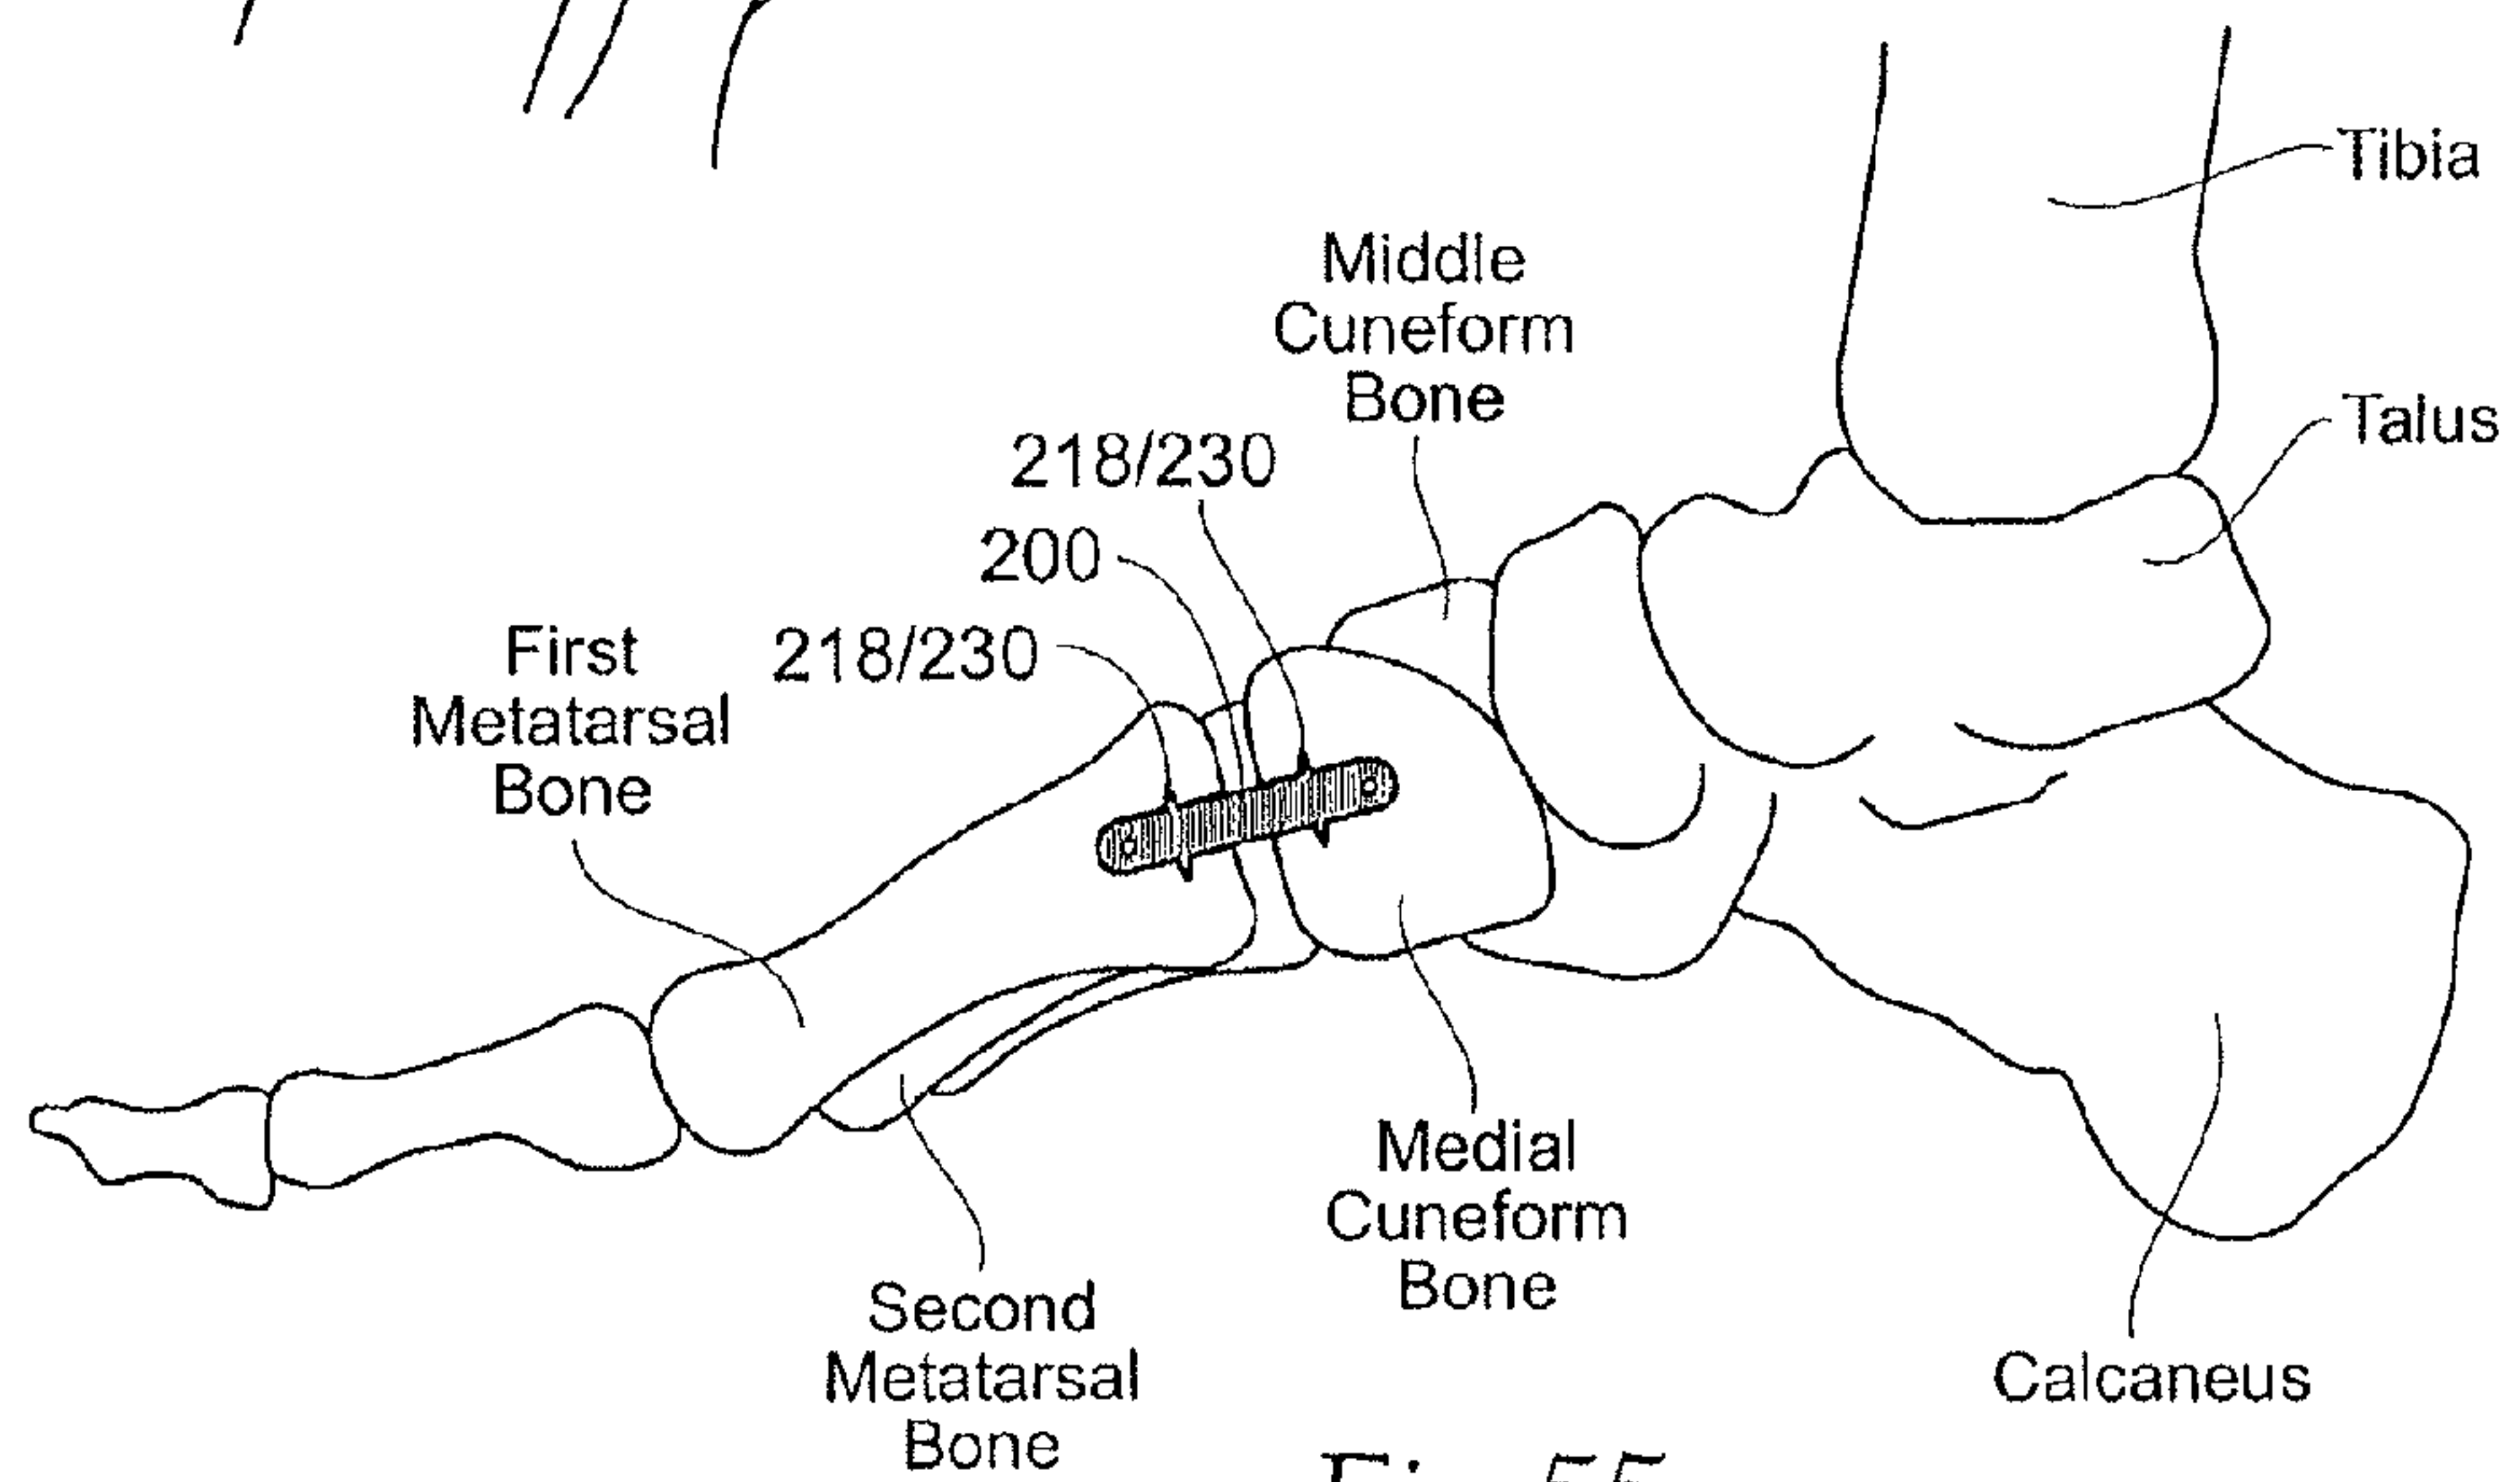 Tibia
Middle
Cuneform
Bone
Talus
218/230
200
218/230
First
Metatarsal
Bone
Medial
Cuneform
Bone
Second
Metatarsal
Bone
Calcaneus